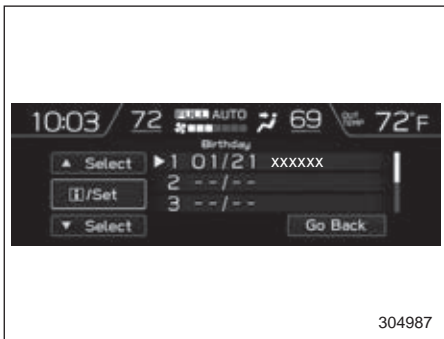 10:03 72 FULL AUTO 69 OUT TEMP 72°F
Birthday
▲ Select ▶1 01/21 xxxxxx
i/Set 2 --/--
3 --/--
▼ Select Go Back
304987